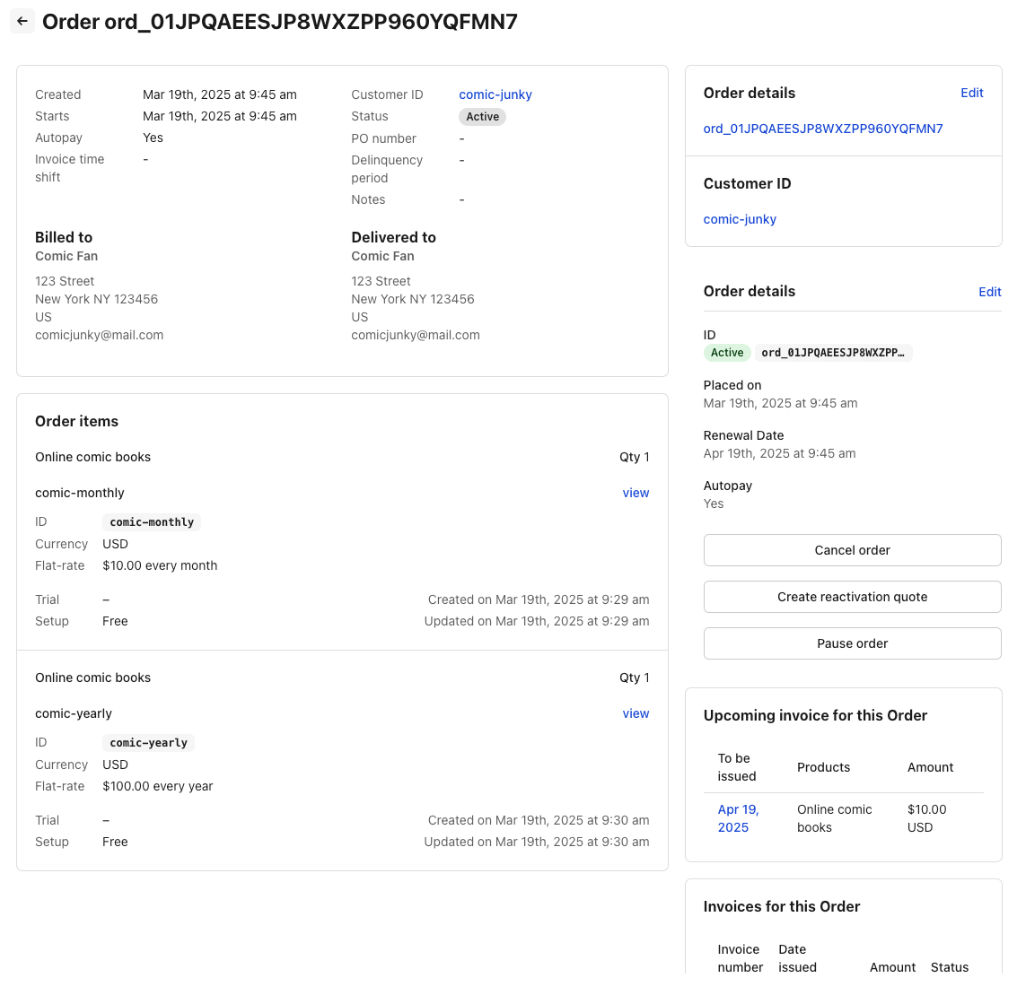 Order ord_01JPQAEESJP8WXZPP960YQFMN7
Created Mar 19th, 2025 at 9:45 am
Starts Mar 19th, 2025 at 9:45 am
Autopay Yes
Invoice time shift -
Customer ID comic-junky
Status Active
PO number -
Delinquency period -
Notes -
Billed to
Comic Fan
123 Street
New York NY 123456
US
comicjunky@mail.com
Delivered to
Comic Fan
123 Street
New York NY 123456
US
comicjunky@mail.com
Order items
Online comic books Qty 1
comic-monthly view
ID comic-monthly
Currency USD
Flat-rate $10.00 every month
Trial – Created on Mar 19th, 2025 at 9:29 am
Setup Free Updated on Mar 19th, 2025 at 9:29 am
Online comic books Qty 1
comic-yearly view
ID comic-yearly
Currency USD
Flat-rate $100.00 every year
Trial – Created on Mar 19th, 2025 at 9:30 am
Setup Free Updated on Mar 19th, 2025 at 9:30 am
Order details Edit
ord_01JPQAEESJP8WXZPP960YQFMN7
Customer ID
comic-junky
Order details Edit
ID
Active ord_01JPQAEESJP8WXZPP…
Placed on
Mar 19th, 2025 at 9:45 am
Renewal Date
Apr 19th, 2025 at 9:45 am
Autopay
Yes
Cancel order
Create reactivation quote
Pause order
Upcoming invoice for this Order
To be issued Products Amount
Apr 19, 2025 Online comic books $10.00 USD
Invoices for this Order
Invoice number Date issued Amount Status